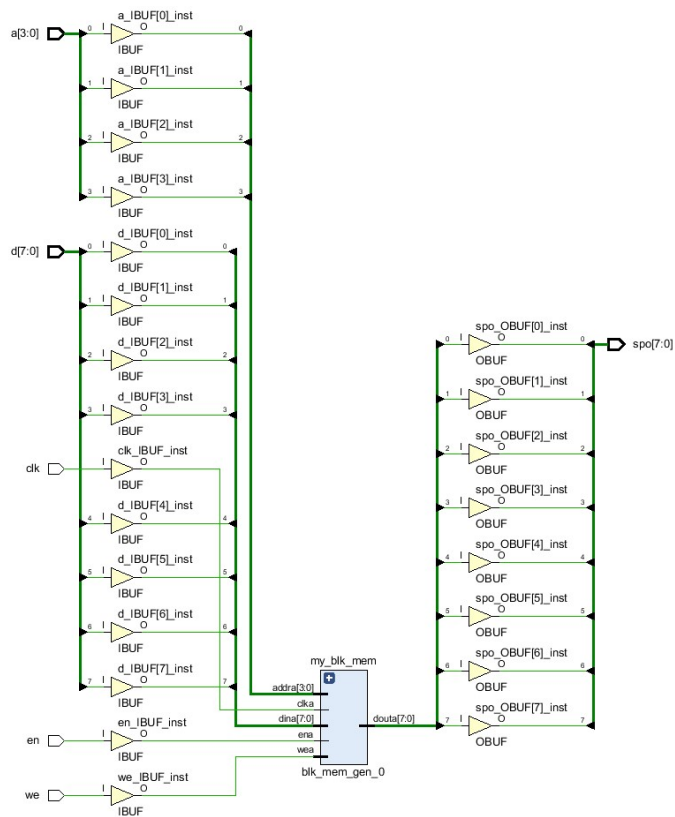 a_IBUF[0]_inst
a[3:0] 0 I O 0
IBUF
a_IBUF[1]_inst
1 I O 1
IBUF
a_IBUF[2]_inst
2 I O 2
IBUF
a_IBUF[3]_inst
3 I O 3
IBUF
d_IBUF[0]_inst
d[7:0] 0 I O 0
IBUF
d_IBUF[1]_inst
1 I O 1
IBUF
d_IBUF[2]_inst
2 I O 2
IBUF
d_IBUF[3]_inst
3 I O 3
IBUF
clk_IBUF_inst
clk I O
IBUF
d_IBUF[4]_inst
4 I O 4
IBUF
d_IBUF[5]_inst
5 I O 5
IBUF
d_IBUF[6]_inst
6 I O 6
IBUF
d_IBUF[7]_inst
7 I O 7
IBUF
en_IBUF_inst
en I O
IBUF
we_IBUF_inst
we I O
IBUF
my_blk_mem
addra[3:0]
clka
dina[7:0] douta[7:0]
ena
wea
blk_mem_gen_0
spo_OBUF[0]_inst
0 I O 0 spo[7:0]
OBUF
spo_OBUF[1]_inst
1 I O 1
OBUF
spo_OBUF[2]_inst
2 I O 2
OBUF
spo_OBUF[3]_inst
3 I O 3
OBUF
spo_OBUF[4]_inst
4 I O 4
OBUF
spo_OBUF[5]_inst
5 I O 5
OBUF
spo_OBUF[6]_inst
6 I O 6
OBUF
spo_OBUF[7]_inst
7 I O 7
OBUF